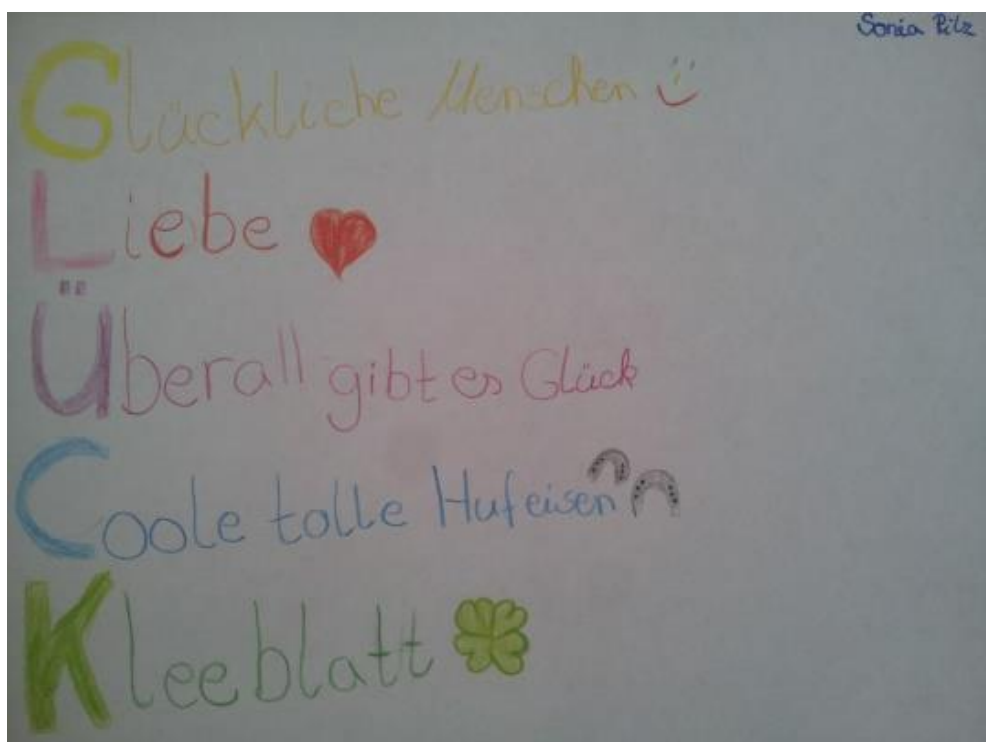 Sonia Pilz
Glückliche Menschen
Liebe
Überall gibt es Glück
Coole tolle Hufeisen
Kleeblatt